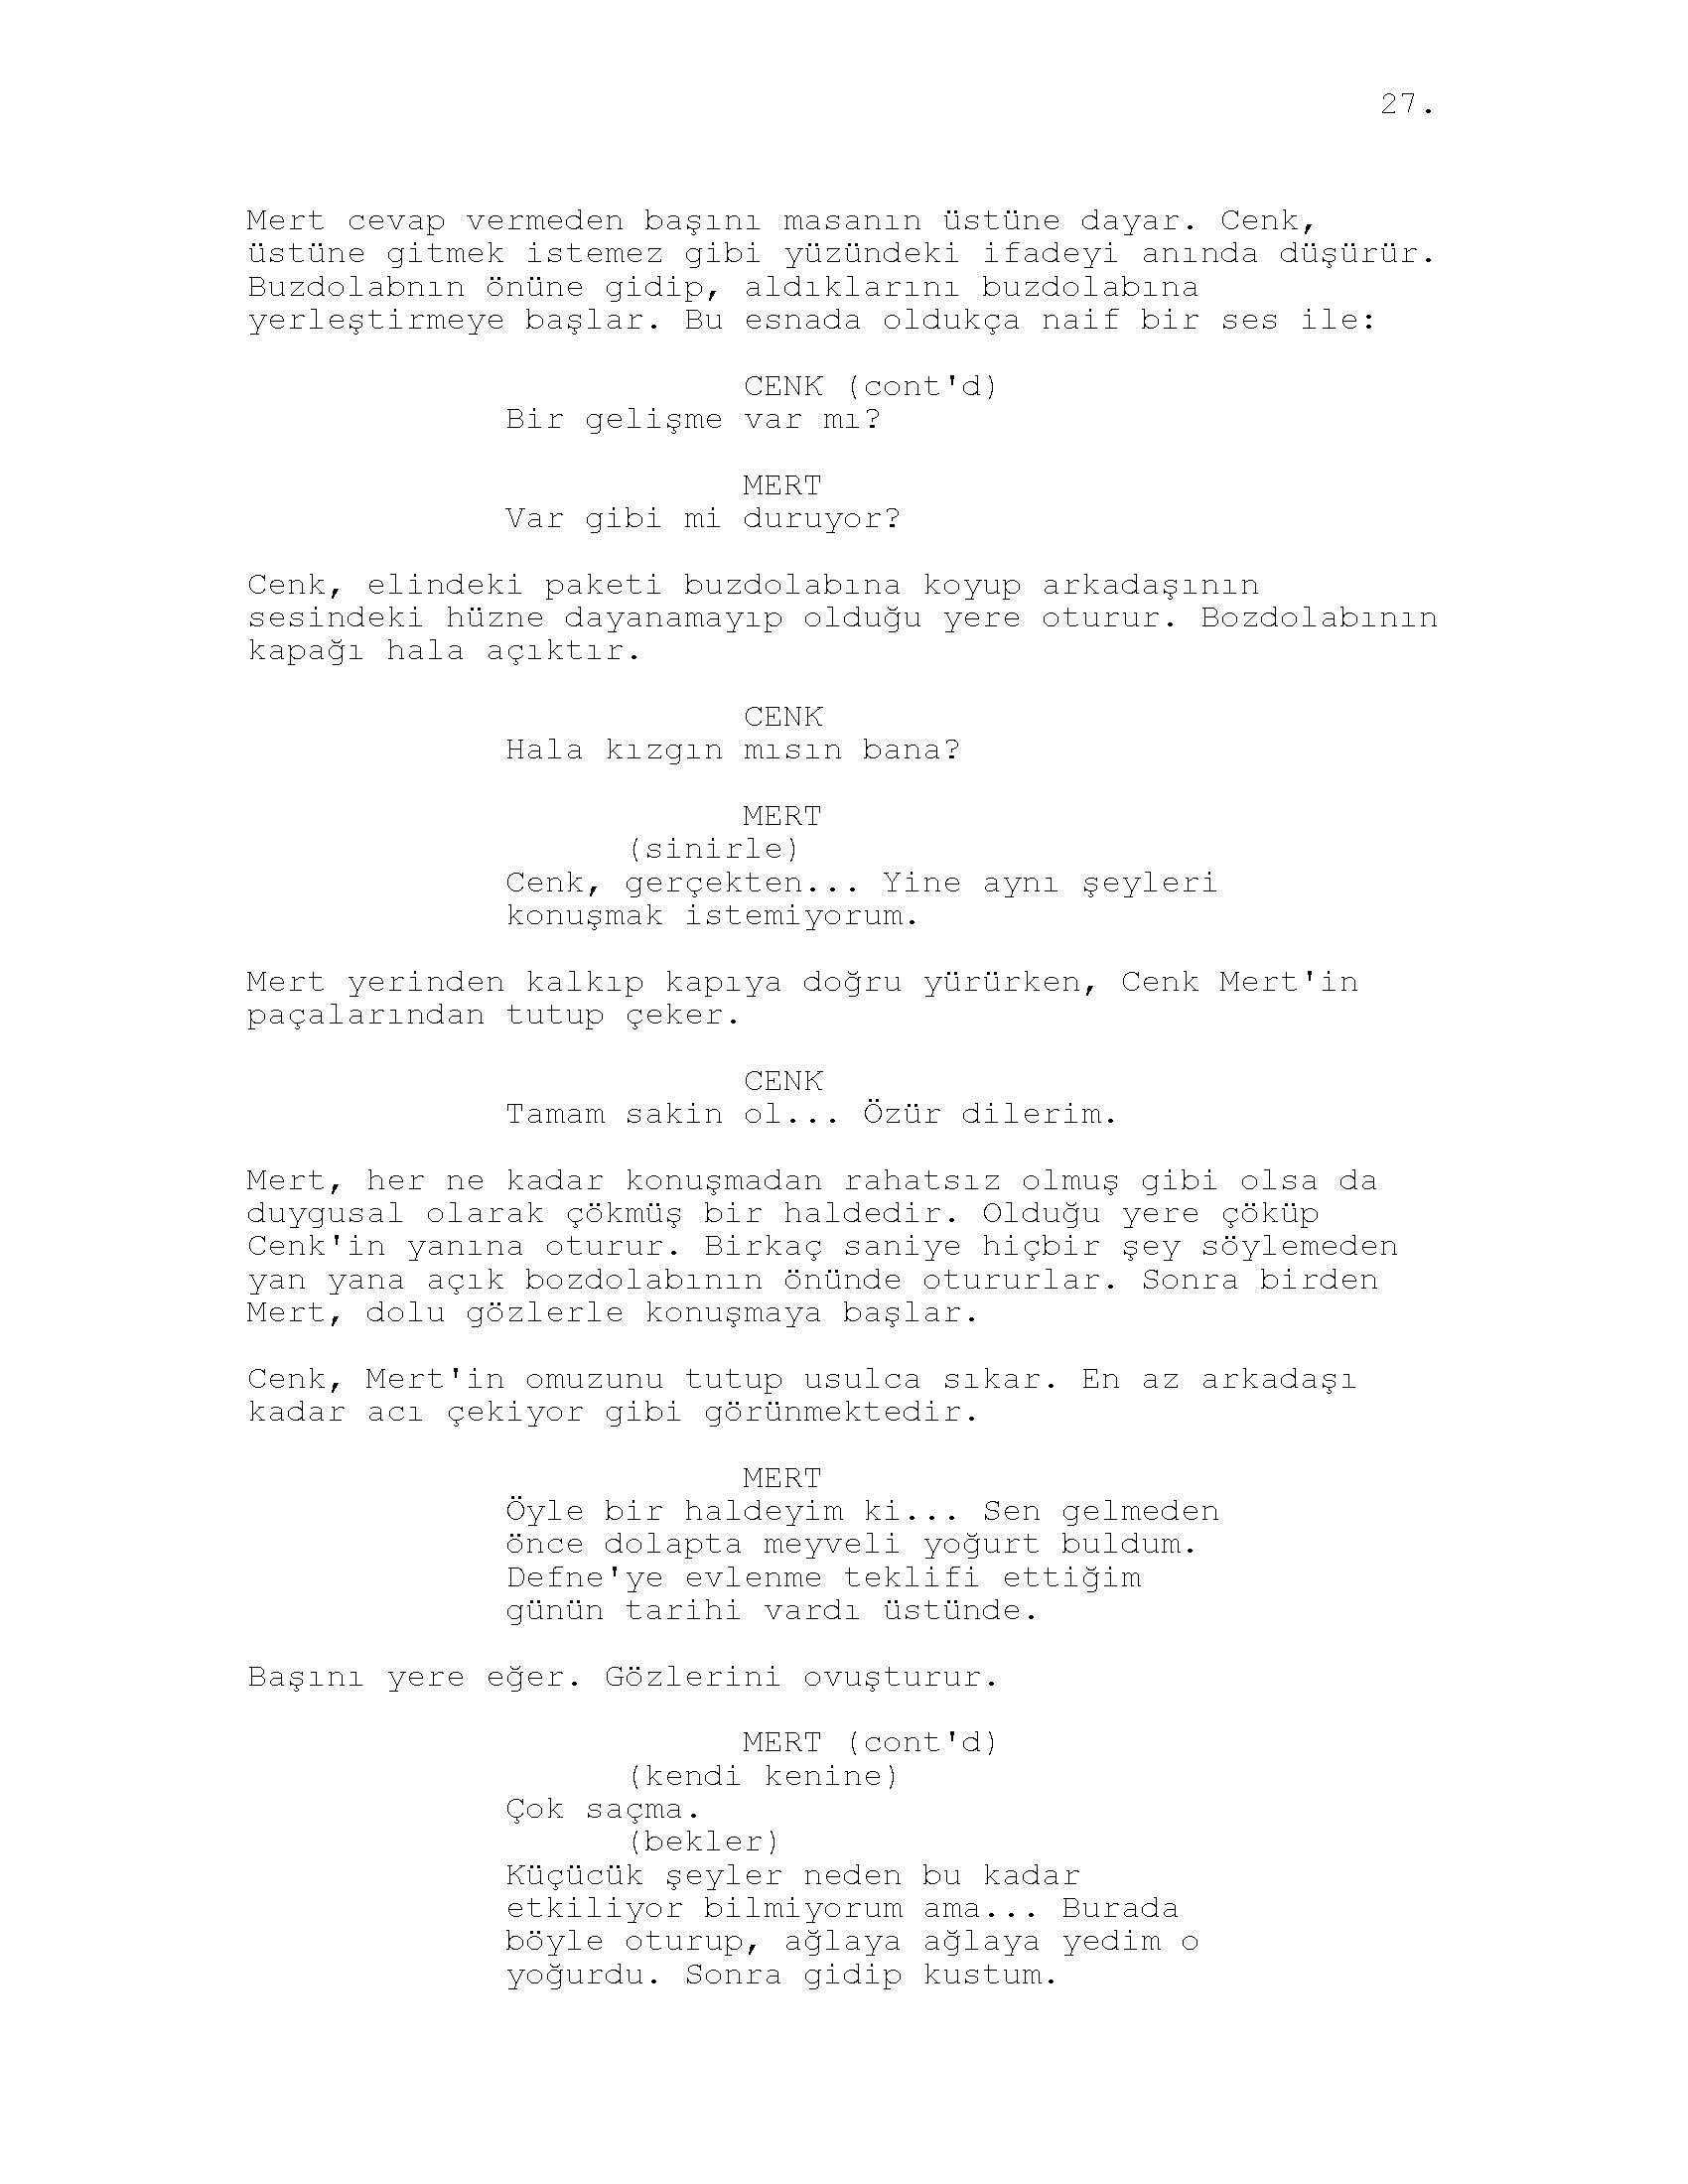 27.
Mert cevap vermeden başını masanın üstüne dayar. Cenk,
üstüne gitmek istemez gibi yüzündeki ifadeyi anında düşürür.
Buzdolabnın önüne gidip, aldıklarını buzdolabına
yerleştirmeye başlar. Bu esnada oldukça naif bir ses ile:
CENK (cont'd)
Bir gelişme var mı?
MERT
Var gibi mi duruyor?
Cenk, elindeki paketi buzdolabına koyup arkadaşının
sesindeki hüzne dayanamayıp olduğu yere oturur. Bozdolabının
kapağı hala açıktır.
CENK
Hala kızgın mısın bana?
MERT
(sinirle)
Cenk, gerçekten... Yine aynı şeyleri
konuşmak istemiyorum.
Mert yerinden kalkıp kapıya doğru yürürken, Cenk Mert'in
paçalarından tutup çeker.
CENK
Tamam sakin ol... Özür dilerim.
Mert, her ne kadar konuşmadan rahatsız olmuş gibi olsa da
duygusal olarak çökmüş bir haldedir. Olduğu yere çöküp
Cenk'in yanına oturur. Birkaç saniye hiçbir şey söylemeden
yan yana açık bozdolabının önünde otururlar. Sonra birden
Mert, dolu gözlerle konuşmaya başlar.
Cenk, Mert'in omuzunu tutup usulca sıkar. En az arkadaşı
kadar acı çekiyor gibi görünmektedir.
MERT
Öyle bir haldeyim ki... Sen gelmeden
önce dolapta meyveli yoğurt buldum.
Defne'ye evlenme teklifi ettiğim
günün tarihi vardı üstünde.
Başını yere eğer. Gözlerini ovuşturur.
MERT (cont'd)
(kendi kenine)
Çok saçma.
(bekler)
Küçücük şeyler neden bu kadar
etkiliyor bilmiyorum ama... Burada
böyle oturup, ağlaya ağlaya yedim o
yoğurdu. Sonra gidip kustum.